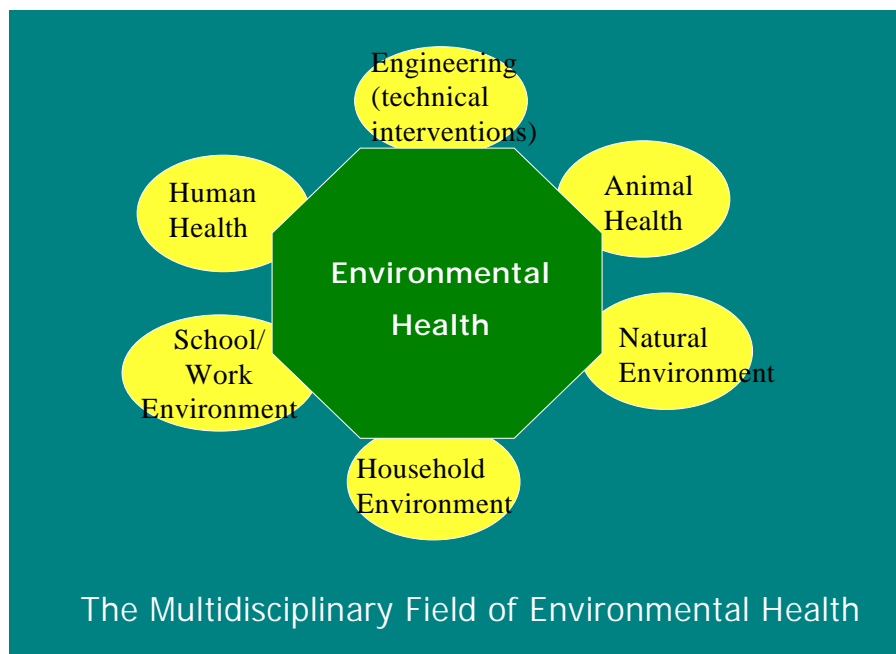 Engineering
(technical
interventions)
Human
Health
Animal
Health
Environmental
Health
School/
Work
Environment
Natural
Environment
Household
Environment
The Multidisciplinary Field of Environmental Health